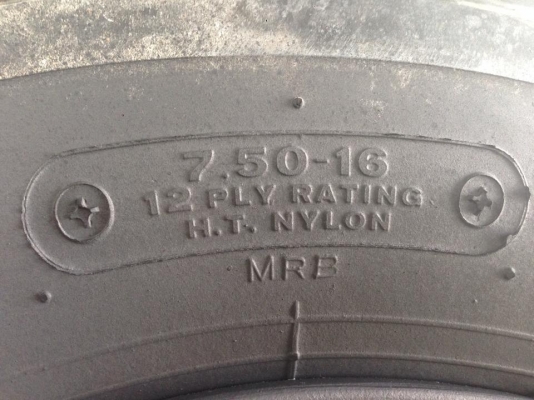 7.50-16
12 PLY RATING
H.T. NYLON
MRB